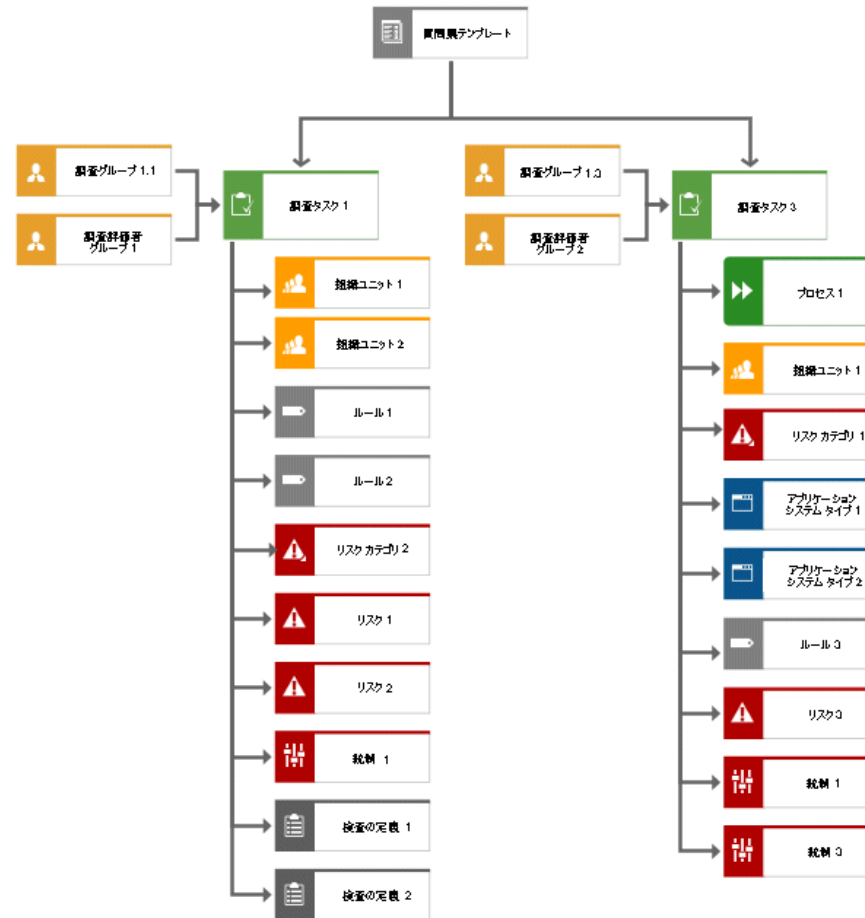 質問票テンプレート
調査グループ 1.1
調査評価者
グループ 1
調査タスク 1
組織ユニット 1
組織ユニット 2
ルール 1
ルール 2
リスク カテゴリ 2
リスク 1
リスク 2
統制 1
検査の定義 1
検査の定義 2
調査グループ 1.3
調査評価者
グループ 2
調査タスク 3
プロセス 1
組織ユニット 1
リスク カテゴリ 1
アプリケーション
システム タイプ 1
アプリケーション
システム タイプ 2
ルール 3
リスク 3
統制 1
統制 3